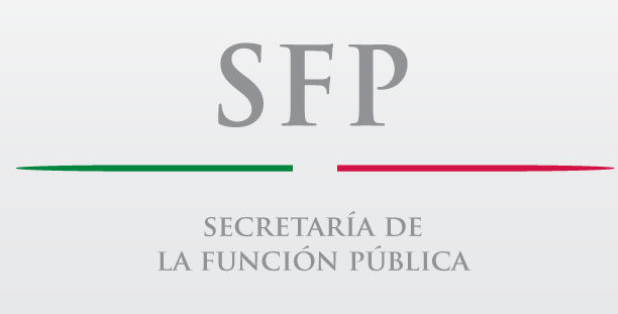 SFP
SECRETARÍA DE
LA FUNCIÓN PÚBLICA